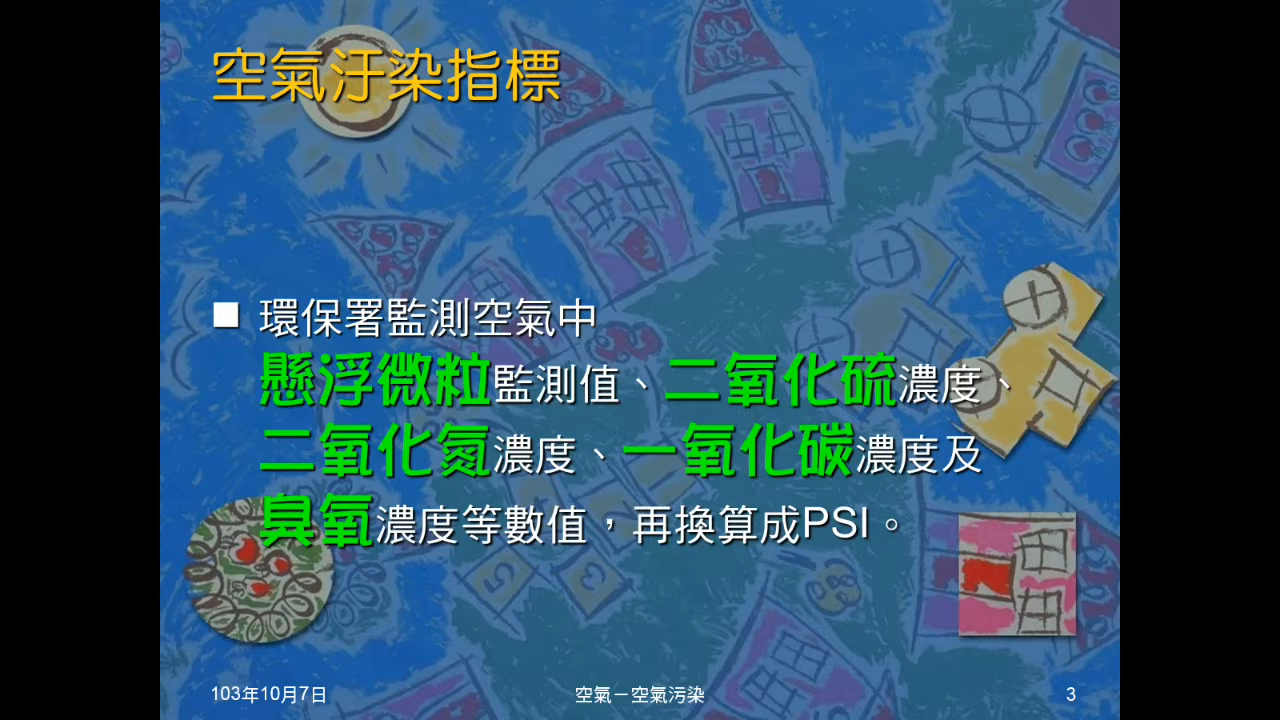 空氣汙染指標
環保署監測空氣中
懸浮微粒監測值、二氧化硫濃度、
二氧化氮濃度、一氧化碳濃度及
臭氧濃度等數值，再換算成PSI。
103年10月7日
空氣－空氣污染
3